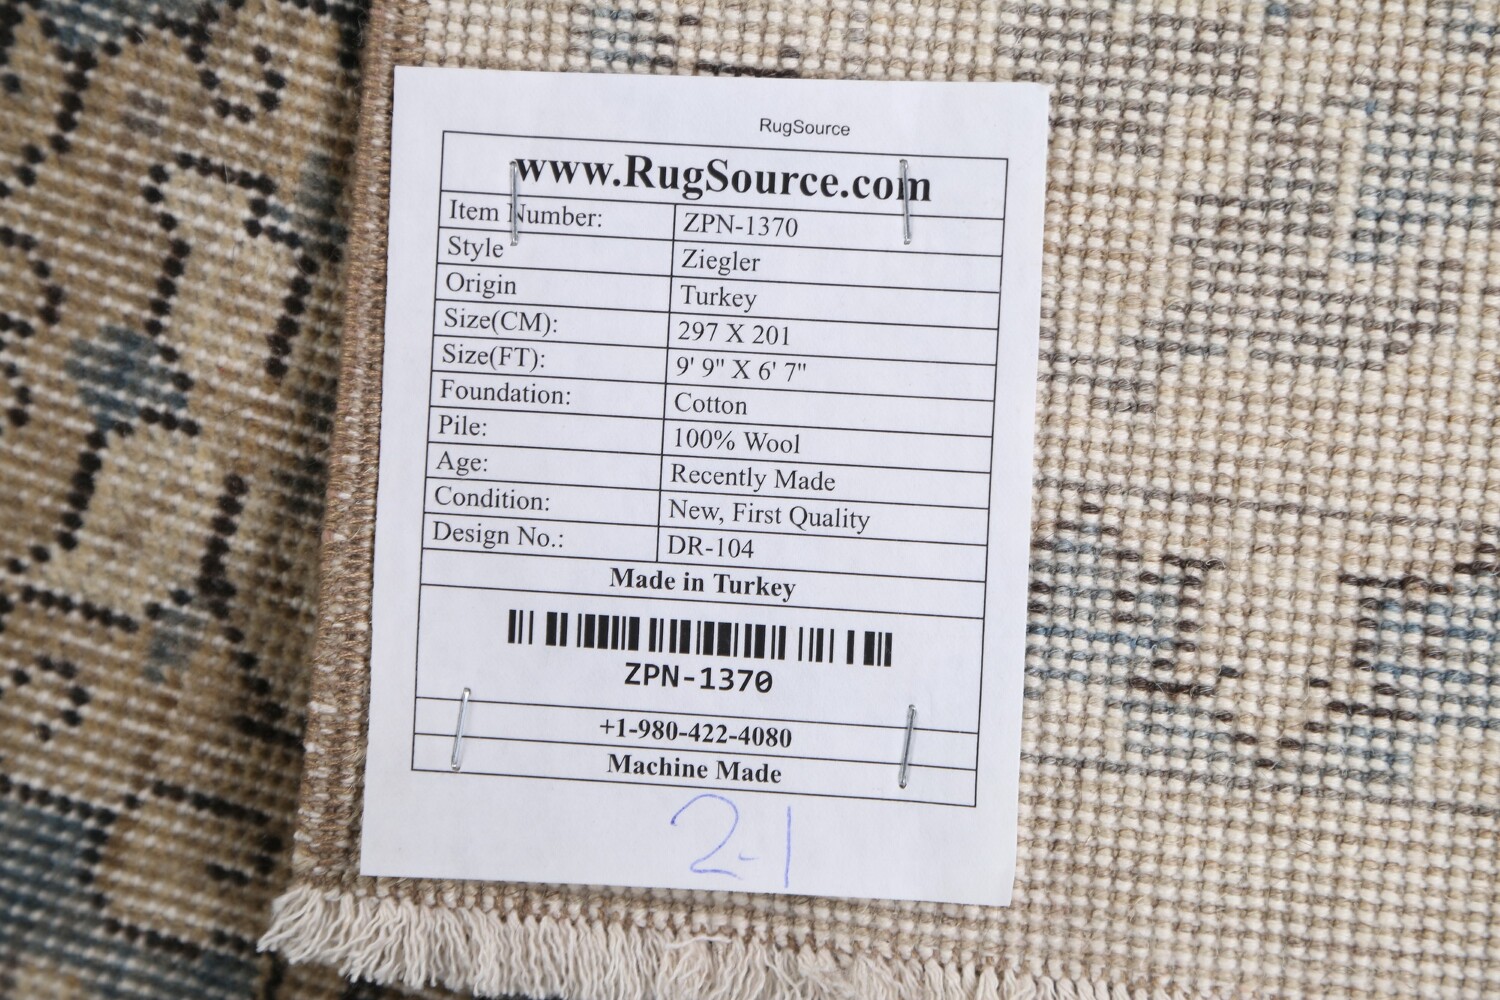 RugSource
www.RugSource.com
Item Number: ZPN-1370
Style Ziegler
Origin Turkey
Size(CM): 297 X 201
Size(FT): 9' 9" X 6' 7"
Foundation: Cotton
Pile: 100% Wool
Age: Recently Made
Condition: New, First Quality
Design No.: DR-104
Made in Turkey
ZPN-1370
+1-980-422-4080
Machine Made
2-1